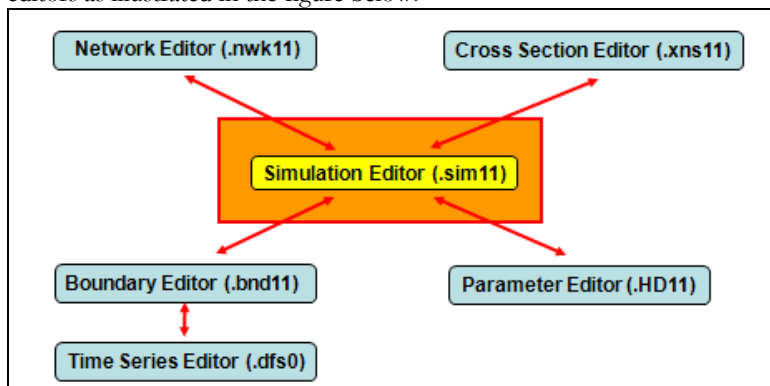 editors as illustrated in the figure below.
Network Editor (.nwk11)
Cross Section Editor (.xns11)
Simulation Editor (.sim11)
Boundary Editor (.bnd11)
Parameter Editor (.HD11)
Time Series Editor (.dfs0)